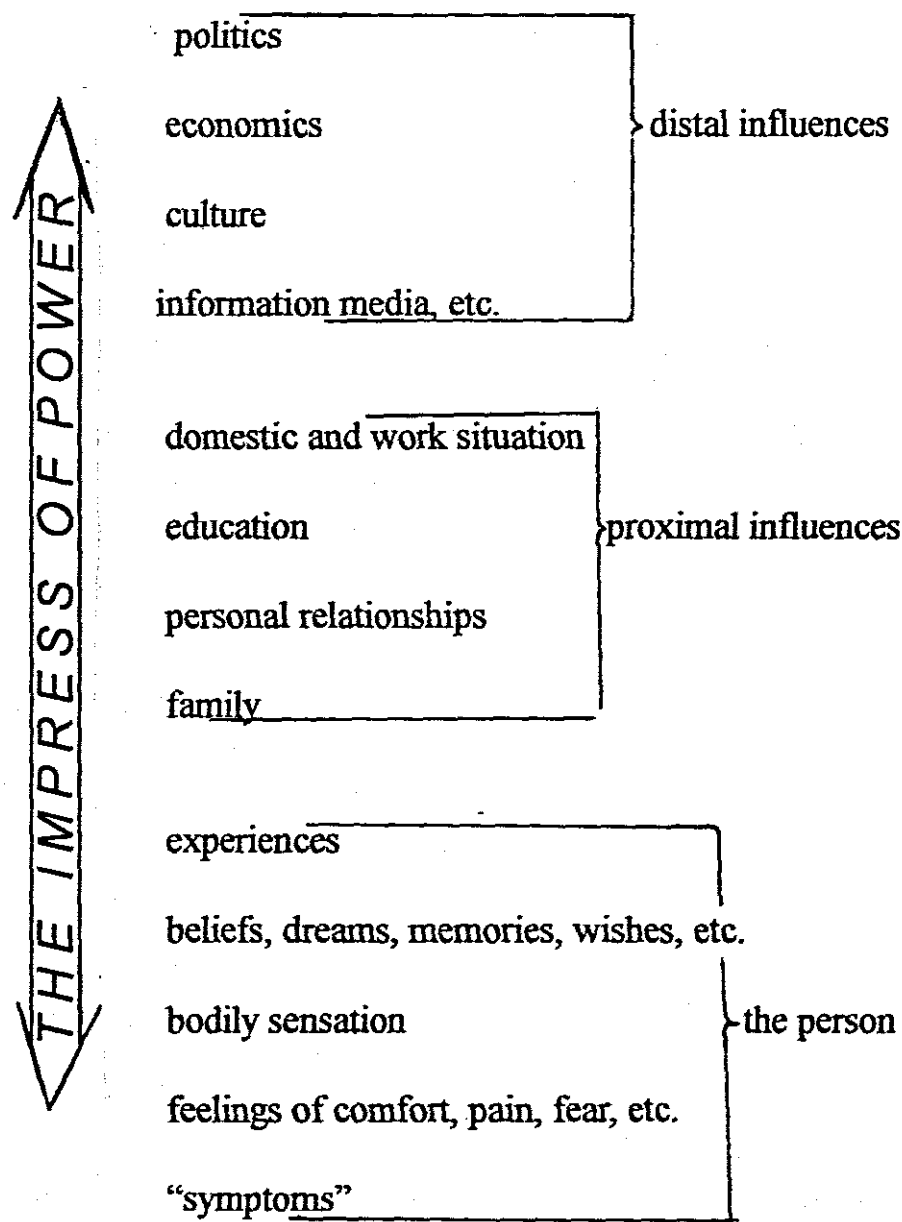 politics
economics
distal influences
culture
information media, etc.
THE IMPRESS OF POWER
domestic and work situation
education
proximal influences
personal relationships
family
experiences
beliefs, dreams, memories, wishes, etc.
bodily sensation
the person
feelings of comfort, pain, fear, etc.
“symptoms”